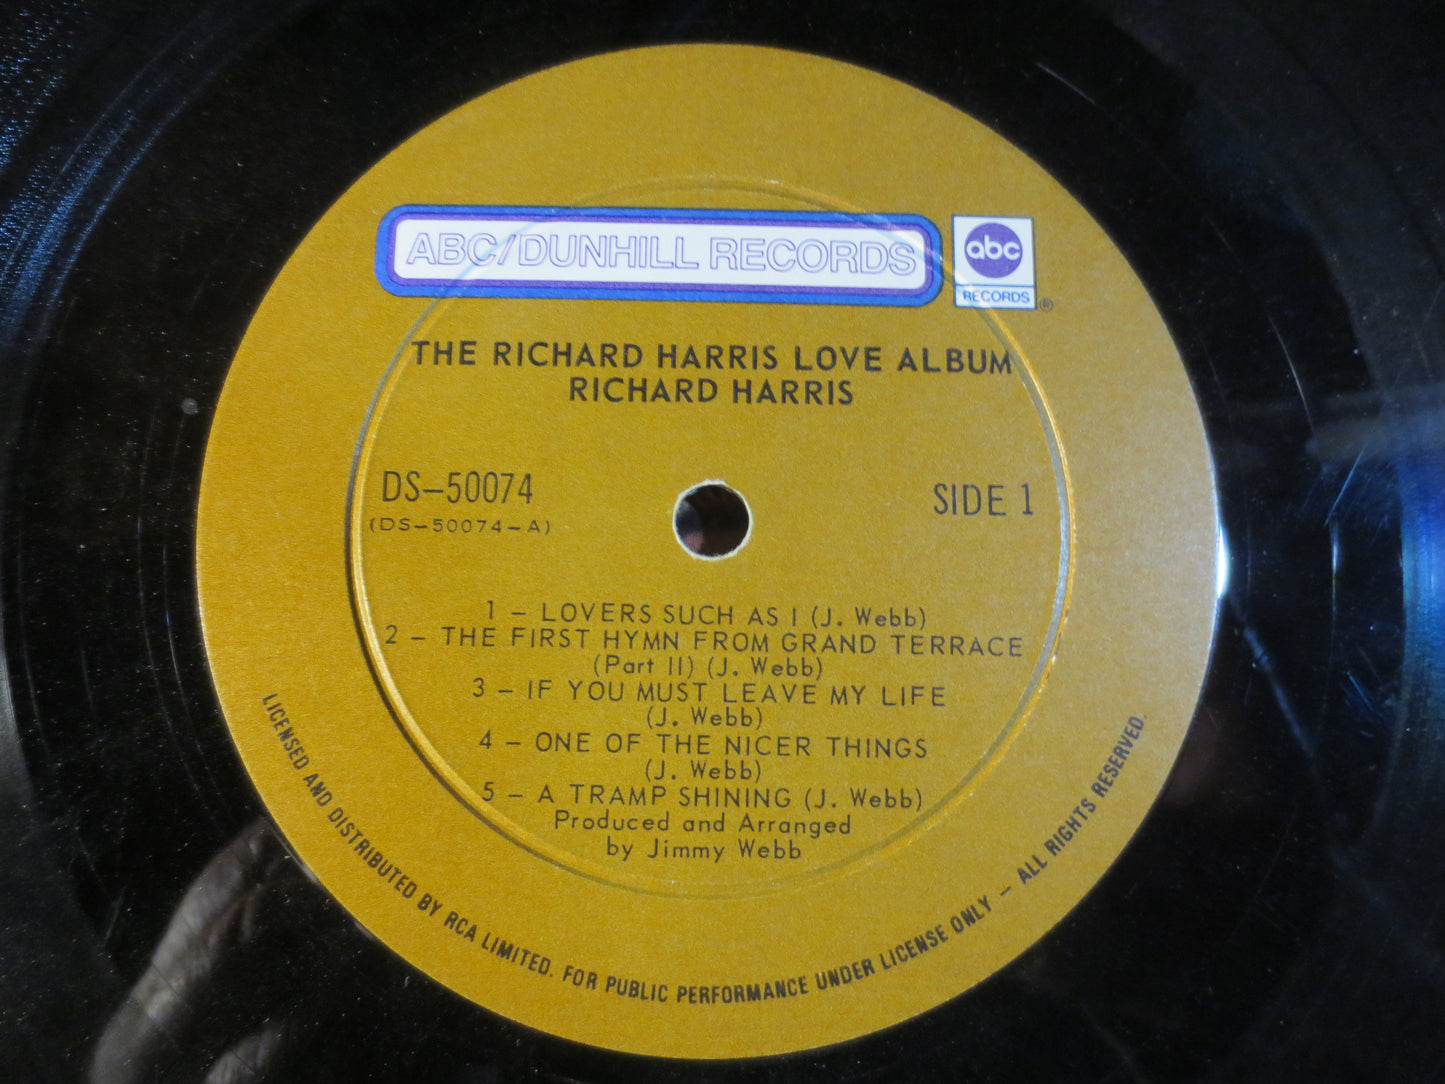 ABC/DUNHILL RECORDS
abc
RECORDS
®
THE RICHARD HARRIS LOVE ALBUM
RICHARD HARRIS
DS–50074
(DS–50074–A)
SIDE 1
1 – LOVERS SUCH AS I (J. Webb)
2 – THE FIRST HYMN FROM GRAND TERRACE
(Part II) (J. Webb)
3 – IF YOU MUST LEAVE MY LIFE
(J. Webb)
4 – ONE OF THE NICER THINGS
(J. Webb)
5 – A TRAMP SHINING (J. Webb)
Produced and Arranged
by Jimmy Webb
LICENSED AND DISTRIBUTED BY RCA LIMITED. FOR PUBLIC PERFORMANCE UNDER LICENSE ONLY – ALL RIGHTS RESERVED.